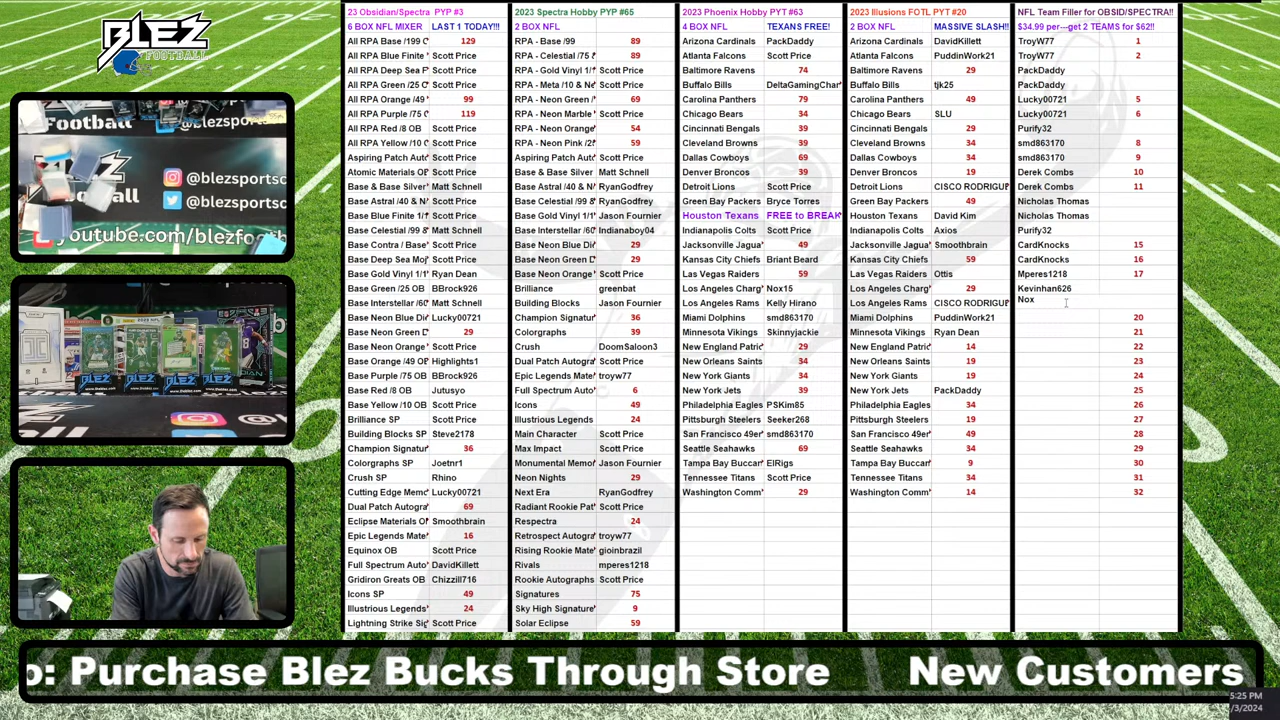 BLEZ
FOOTBALL
Football
@blezsports
@blezsportsc
BLEZ
@blezsportsc
all
youtube.com/blezfootb
23 Obsidian/Spectra PYP #3
6 BOX NFL MIXER LAST 1 TODAY!!!
All RPA Base /199 O 129
All RPA Blue Finite Scott Price
All RPA Deep Sea F Scott Price
All RPA Green /25 O Scott Price
All RPA Orange /49 99
All RPA Purple /75 O 119
All RPA Red /8 OB Scott Price
All RPA Yellow /10 O Scott Price
Aspiring Patch Auto Scott Price
Atomic Materials OB Scott Price
Base & Base Silver Matt Schnell
Base Astral /40 & N Scott Price
Base Blue Finite 1/ Scott Price
Base Celestial /99 & Scott Price
Base Contra / Base Scott Price
Base Deep Sea Moj Scott Price
Base Gold Vinyl 1/1 Ryan Dean
Base Green /25 OB BBrock926
Base Interstellar /60 Matt Schnell
Base Neon Blue Di Lucky00721
Base Neon Green D 29
Base Neon Orange Scott Price
Base Orange /49 OB Highlights1
Base Purple /75 OB BBrock926
Base Red /8 OB Jutusyo
Base Yellow /10 OB Scott Price
Brilliance SP Scott Price
Building Blocks SP Steve2178
Champion Signatur 36
Colorgraphs SP Joetnr1
Crush SP Rhino
Cutting Edge Memo Lucky00721
Dual Patch Autogra 69
Eclipse Materials O Smoothbrain
Epic Legends Mate 16
Equinox OB Scott Price
Full Spectrum Auto DavidKillett
Gridiron Greats OB Chizzill716
Icons SP 49
Illustrious Legends 24
Lightning Strike Sig Scott Price
2023 Spectra Hobby PYP #65
2 BOX NFL
RPA - Base /99 89
RPA - Celestial /75 & 89
RPA - Gold Vinyl 1/ Scott Price
RPA - Meta /10 & Ne Scott Price
RPA - Neon Green / 69
RPA - Neon Marble Scott Price
RPA - Neon Orange 54
RPA - Neon Pink /2 59
Aspiring Patch Auto Scott Price
Base & Base Silver Matt Schnell
Base Astral /40 & N RyanGodfrey
Base Celestial /99 & RyanGodfrey
Base Gold Vinyl 1/1 Jason Fournier
Base Interstellar /60 Indianaboy04
Base Neon Blue Di 29
Base Neon Green D 29
Base Neon Orange Scott Price
Brilliance greenbat
Building Blocks Jason Fournier
Champion Signatur 36
Colorgraphs 39
Crush DoomSaloon3
Dual Patch Autogra Scott Price
Epic Legends Mate troyw77
Full Spectrum Auto 6
Icons 49
Illustrious Legends 24
Main Character Scott Price
Max Impact Scott Price
Monumental Memo Jason Fournier
Neon Nights 29
Next Era RyanGodfrey
Radiant Rookie Pat Scott Price
Respectra 24
Retrospect Autogra troyw77
Rising Rookie Mate gioinbrazil
Rivals mperes1218
Rookie Autographs Scott Price
Signatures 75
Sky High Signature 9
Solar Eclipse 59
2023 Phoenix Hobby PYT #63
4 BOX NFL TEXANS FREE!
Arizona Cardinals PackDaddy
Atlanta Falcons Scott Price
Baltimore Ravens 74
Buffalo Bills DeltaGamingChar
Carolina Panthers 79
Chicago Bears 34
Cincinnati Bengals 39
Cleveland Browns 39
Dallas Cowboys 69
Denver Broncos 39
Detroit Lions Scott Price
Green Bay Packers Bryce Torres
Houston Texans FREE to BREAK
Indianapolis Colts Scott Price
Jacksonville Jagua 49
Kansas City Chiefs Briant Beard
Las Vegas Raiders 59
Los Angeles Charg Nox15
Los Angeles Rams Kelly Hirano
Miami Dolphins smd863170
Minnesota Vikings Skinnyjackie
New England Patric 29
New Orleans Saints 34
New York Giants 34
New York Jets 39
Philadelphia Eagles PSKim85
Pittsburgh Steelers Seeker268
San Francisco 49er smd863170
Seattle Seahawks 69
Tampa Bay Buccan ElRigs
Tennessee Titans Scott Price
Washington Comm 29
2023 Illusions FOTL PYT #20
2 BOX NFL MASSIVE SLASH!!
Arizona Cardinals DavidKillett
Atlanta Falcons PuddinWork21
Baltimore Ravens 29
Buffalo Bills tjk25
Carolina Panthers 49
Chicago Bears SLU
Cincinnati Bengals 29
Cleveland Browns 34
Dallas Cowboys 34
Denver Broncos 19
Detroit Lions CISCO RODRIGU
Green Bay Packers 49
Houston Texans David Kim
Indianapolis Colts Axios
Jacksonville Jagua Smoothbrain
Kansas City Chiefs 59
Las Vegas Raiders Ottis
Los Angeles Charg 29
Los Angeles Rams CISCO RODRIGU
Miami Dolphins PuddinWork21
Minnesota Vikings Ryan Dean
New England Patric 14
New Orleans Saints 19
New York Giants 19
New York Jets PackDaddy
Philadelphia Eagles 34
Pittsburgh Steelers 19
San Francisco 49er 49
Seattle Seahawks 34
Tampa Bay Buccan 9
Tennessee Titans 34
Washington Comm 14
NFL Team Filler for OBSID/SPECTRA!!
$34.99 per---get 2 TEAMS for $62!!
TroyW77 1
TroyW77 2
PackDaddy
PackDaddy
Lucky00721 5
Lucky00721 6
Purify32
smd863170 8
smd863170 9
Derek Combs 10
Derek Combs 11
Nicholas Thomas
Nicholas Thomas
Purify32
CardKnocks 15
CardKnocks 16
Mperes1218 17
Kevinhan626
Nox
20
21
22
23
24
25
26
27
28
29
30
31
32
o: Purchase Blez Bucks Through Store New Customers
5:25 PM
/3/2024